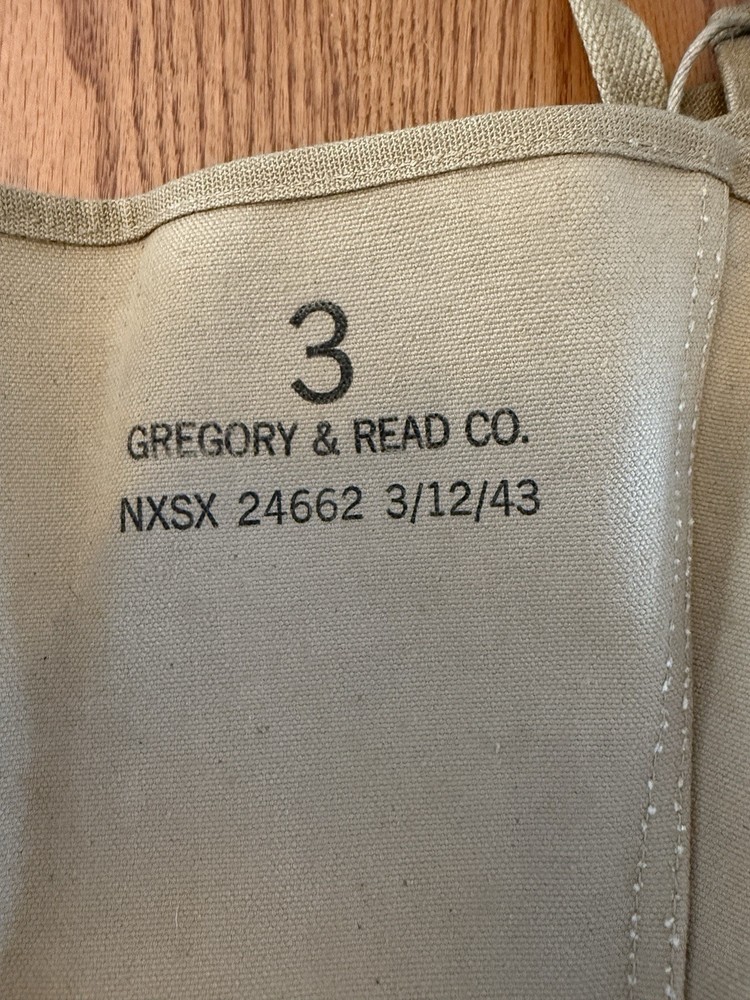 3
GREGORY & READ CO.
NXSX 24662 3/12/43